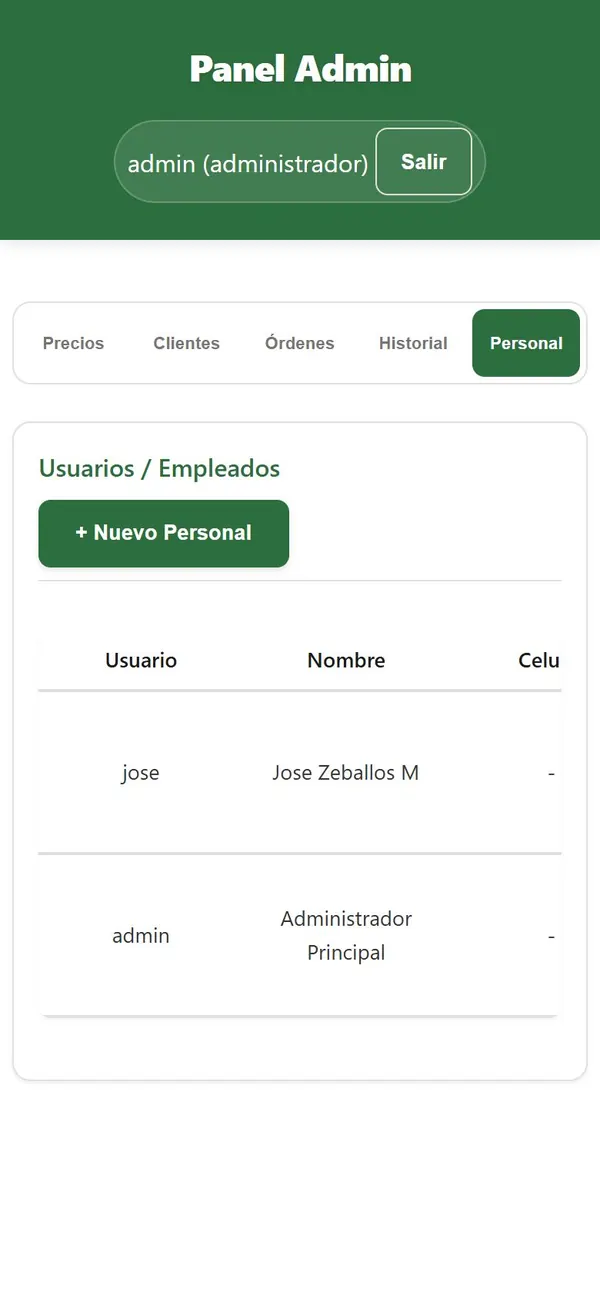 Panel Admin
admin (administrador) Salir
Precios Clientes Órdenes Historial Personal
Usuarios / Empleados
+ Nuevo Personal
Usuario Nombre Celu
jose Jose Zeballos M -
admin Administrador Principal -